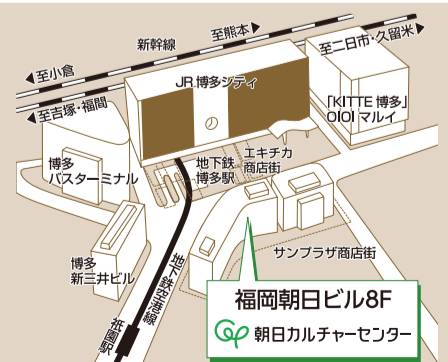 新幹線
至熊本▶
至二日市・久留米▶
◀至小倉
◀至吉塚・福間
JR博多シティ
「KITTE 博多」
OIOI マルイ
博多
バスターミナル
地下鉄
博多駅
エキチカ
商店街
博多
新三井ビル
地下鉄空港線
祇園駅
サンプラザ商店街
福岡朝日ビル8F
朝日カルチャーセンター